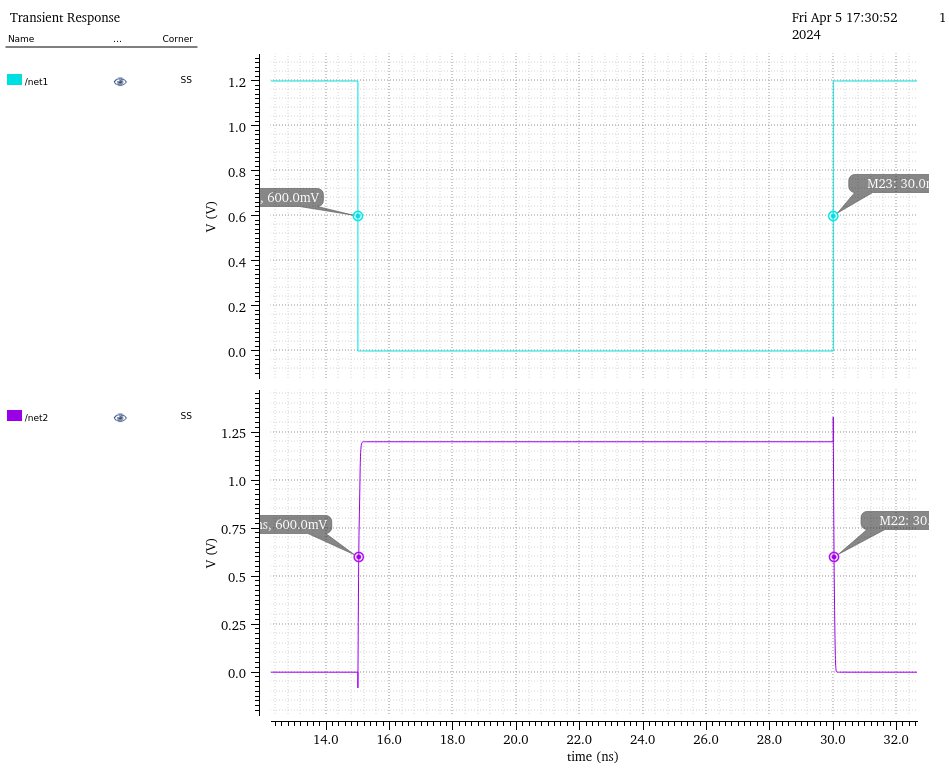 Transient Response
Fri Apr 5 17:30:52 1
2024
Name ... Corner
/net1 SS
1.2
1.0
0.8
0.6
0.4
0.2
0.0
V (V)
, 600.0mV
M23: 30.0
/net2 SS
1.25
1.0
0.75
0.5
0.25
0.0
V (V)
s, 600.0mV
M22: 30.
14.0 16.0 18.0 20.0 22.0 24.0 26.0 28.0 30.0 32.0
time (ns)